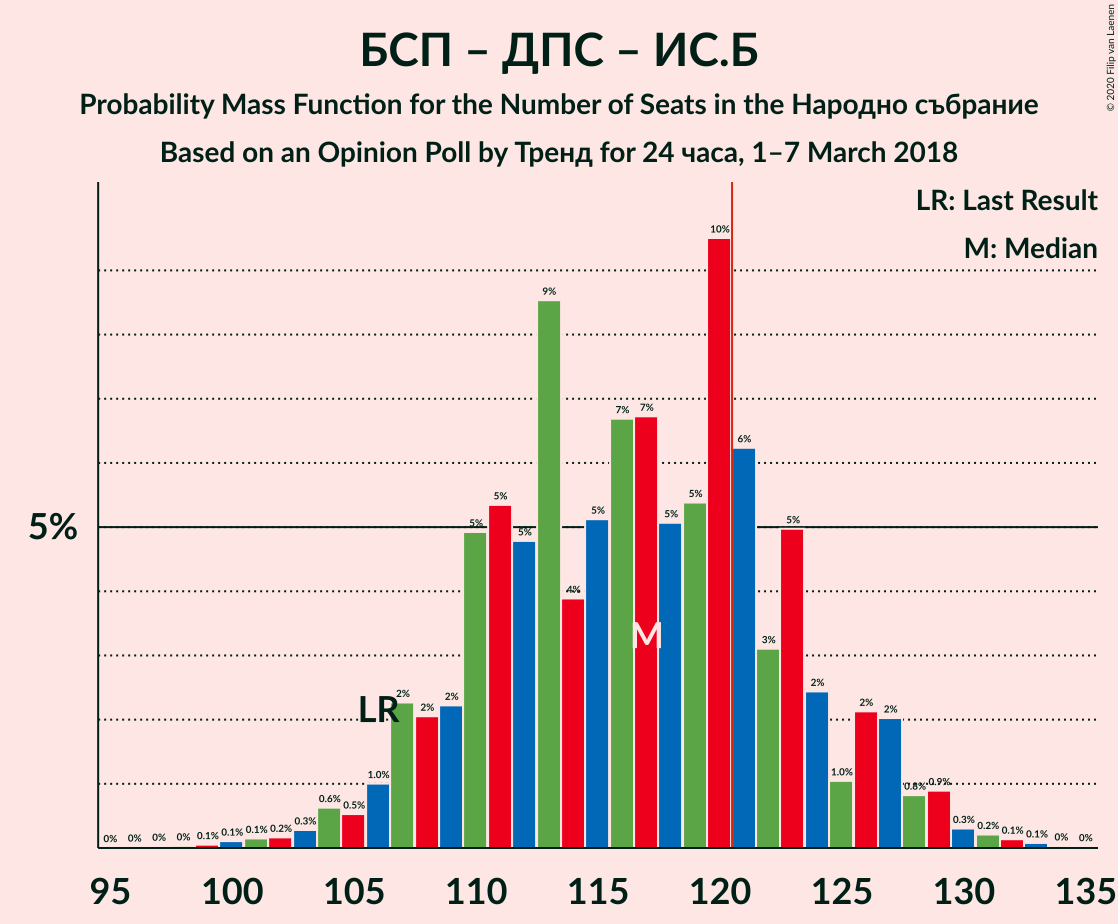 © 2020 Filip van Laenen
БСП – ДПС – ИС.Б
Probability Mass Function for the Number of Seats in the Народно събрание
Based on an Opinion Poll by Тренд for 24 часа, 1–7 March 2018
LR: Last Result
M: Median
5%
0% 0% 0% 0% 0.1% 0.1% 0.1% 0.2% 0.3% 0.6% 0.5% 1.0% 2% 2% 2% 5% 5% 5% 9% 4% 5% 7% 7% 5% 5% 10% 6% 3% 5% 2% 1.0% 2% 2% 0.8% 0.9% 0.3% 0.2% 0.1% 0.1% 0% 0%
LR
M
95 100 105 110 115 120 125 130 135